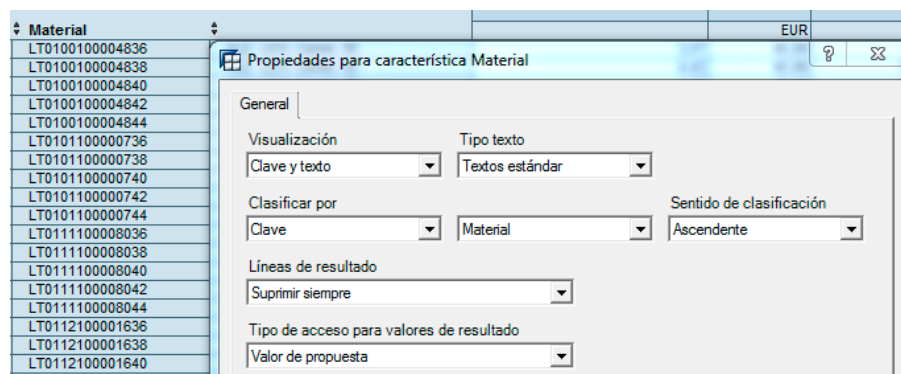 Material
EUR
LT0100100004836
LT0100100004838
LT0100100004840
LT0100100004842
LT0100100004844
LT0101100000736
LT0101100000738
LT0101100000740
LT0101100000742
LT0101100000744
LT0111100008036
LT0111100008038
LT0111100008040
LT0111100008042
LT0111100008044
LT0112100001636
LT0112100001638
LT0112100001640
Propiedades para característica Material
?
General
Visualización Tipo texto
Clave y texto Textos estándar
Clasificar por Sentido de clasificación
Clave Material Ascendente
Líneas de resultado
Suprimir siempre
Tipo de acceso para valores de resultado
Valor de propuesta